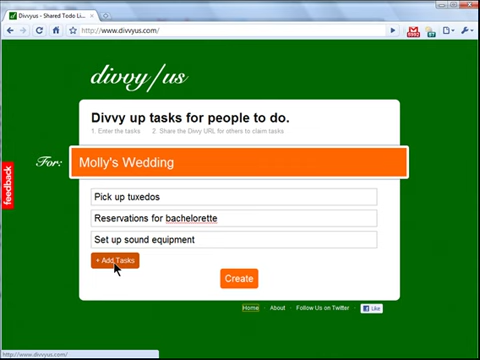 Divvyus - Shared Todo Li...
http://www.divvyus.com/
divvy/us
Divvy up tasks for people to do.
1. Enter the tasks 2. Share the Divvy URL for others to claim tasks
For: Molly's Wedding
feedback
Pick up tuxedos
Reservations for bachelorette
Set up sound equipment
+ Add Tasks
Create
Home · About · Follow Us on Twitter · Like
http://www.divvyus.com/